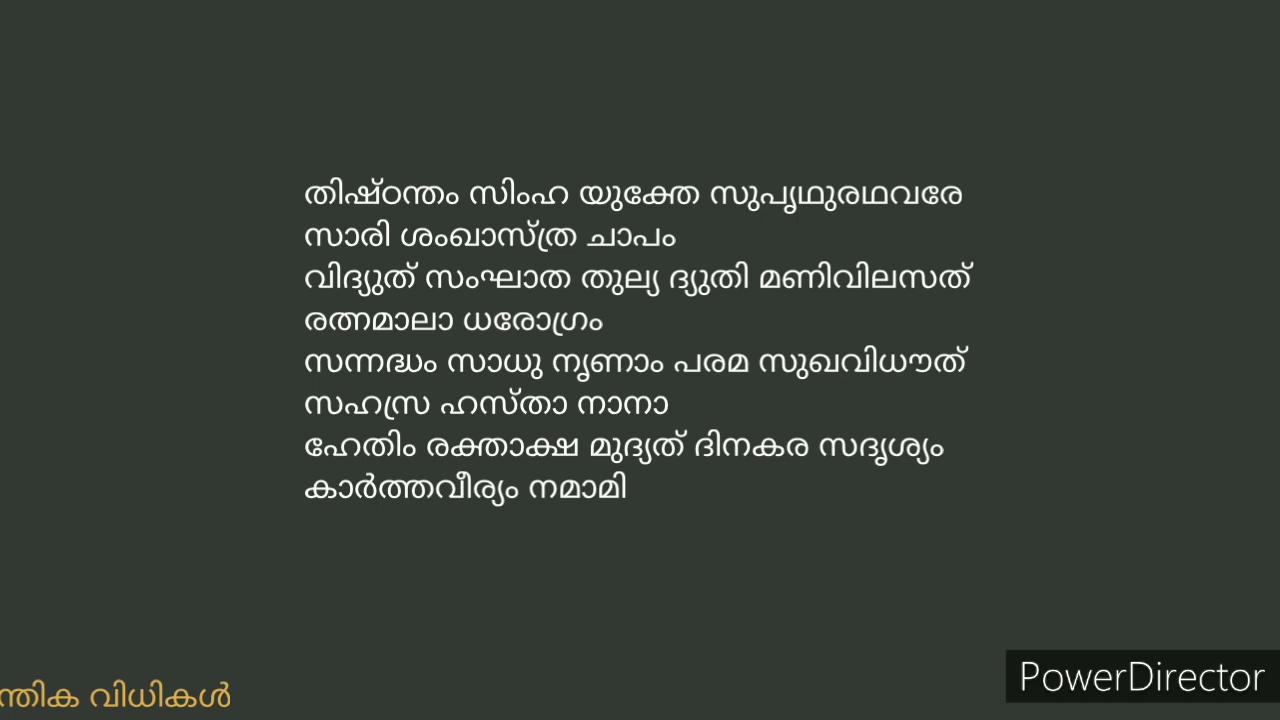 തിഷ്ഠന്തം സിംഹ യുക്തേ സുപൃഥുരഥവരേ
സാരി ശംഖാസ്ത്ര ചാപം
വിദ്യുത് സംഘാത തുല്യ ദ്യുതി മണിവിലസത്
രത്നമാലാ ധരോഗ്രം
സന്നദ്ധം സാധു നൃണാം പരമ സുഖവിധൗത്
സഹസ്ര ഹസ്താ നാനാ
ഹേതിം രക്താക്ഷ മുദ്യത് ദിനകര സദൃശ്യം
കാർത്തവീര്യം നമാമി
ന്തിക വിധികൾ
PowerDirector